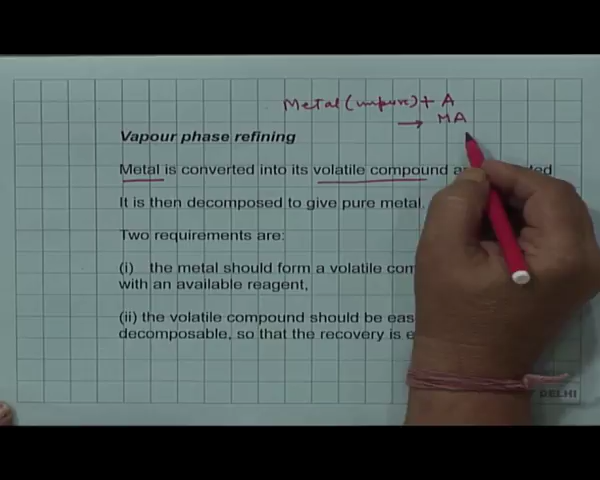 Metal (impure) + A
→ MA
Vapour phase refining
Metal is converted into its volatile compound
It is then decomposed to give pure metal.
Two requirements are:
(i) the metal should form a volatile
with an available reagent,
(ii) the volatile compound should be
decomposable, so that the recovery is
DELHI